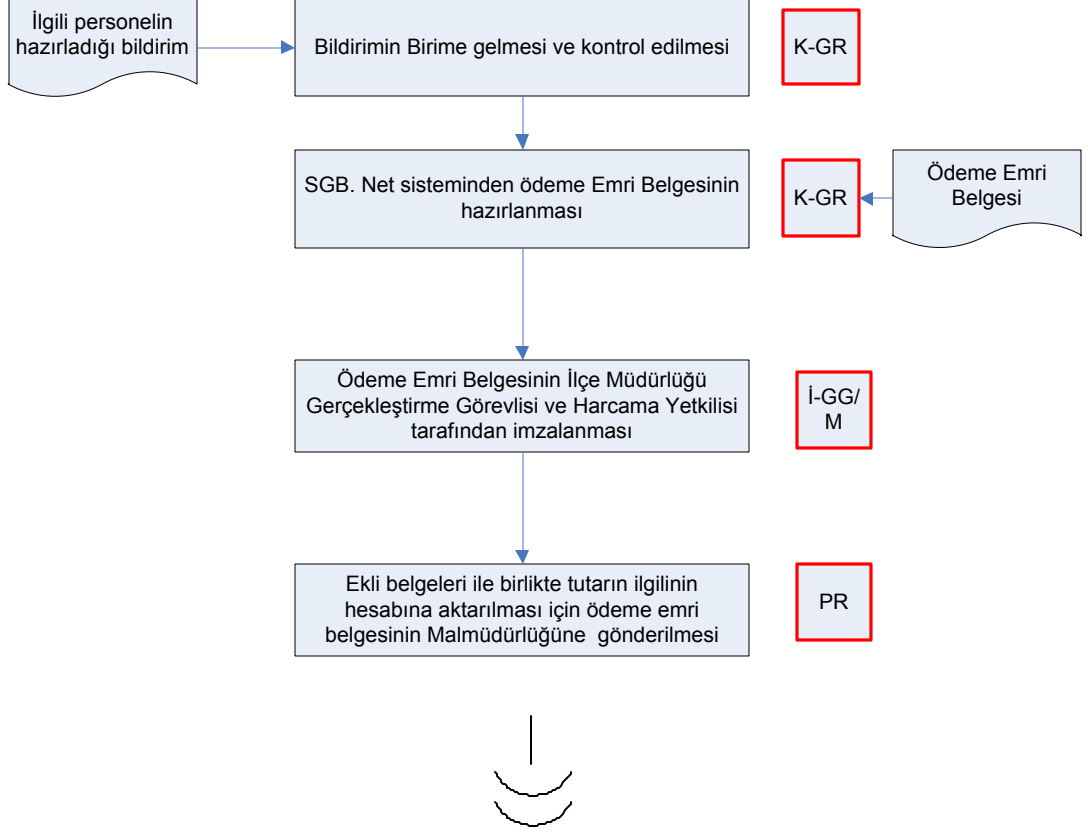 İlgili personelin
hazırladığı bildirim
Bildirimin Birime gelmesi ve kontrol edilmesi
K-GR
SGB. Net sisteminden ödeme Emri Belgesinin
hazırlanması
K-GR
Ödeme Emri
Belgesi
Ödeme Emri Belgesinin İlçe Müdürlüğü
Gerçekleştirme Görevlisi ve Harcama Yetkilisi
tarafından imzalanması
İ-GG/
M
Ekli belgeleri ile birlikte tutarın ilgilinin
hesabına aktarılması için ödeme emri
belgesinin Malmüdürlüğüne gönderilmesi
PR